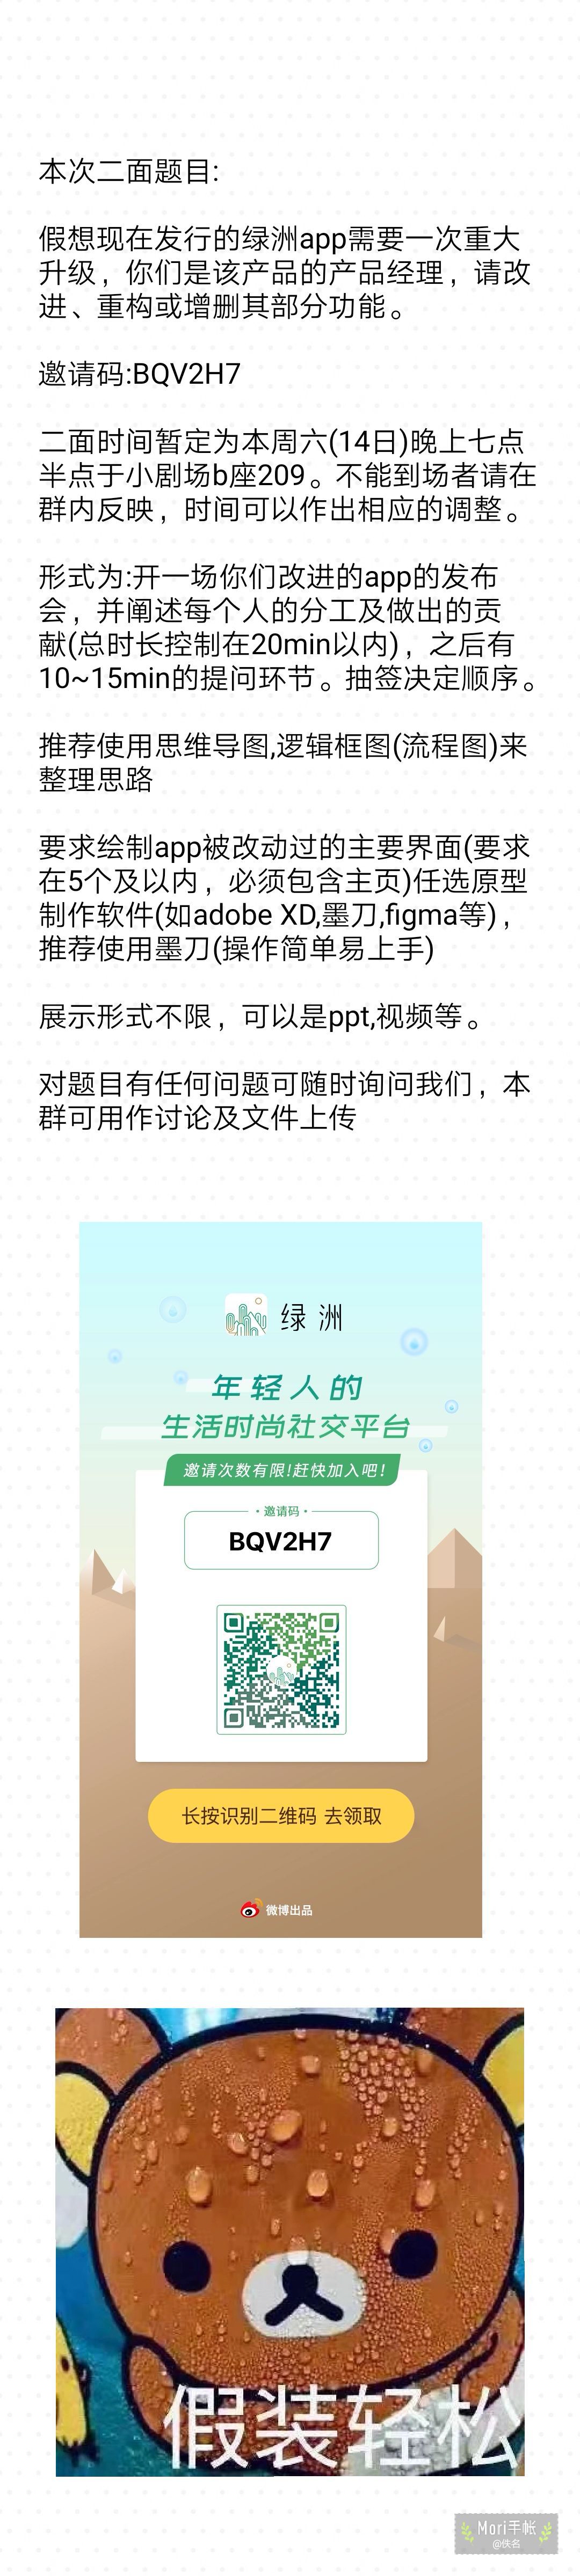 本次二面题目:
假想现在发行的绿洲app需要一次重大
升级，你们是该产品的产品经理，请改
进、重构或增删其部分功能。
邀请码:BQV2H7
二面时间暂定为本周六(14日)晚上七点
半点于小剧场b座209。不能到场者请在
群内反映，时间可以作出相应的调整。
形式为:开一场你们改进的app的发布
会，并阐述每个人的分工及做出的贡
献(总时长控制在20min以内)，之后有
10~15min的提问环节。抽签决定顺序。
推荐使用思维导图,逻辑框图(流程图)来
整理思路
要求绘制app被改动过的主要界面(要求
在5个及以内，必须包含主页)任选原型
制作软件(如adobe XD,墨刀,figma等)，
推荐使用墨刀(操作简单易上手)
展示形式不限，可以是ppt,视频等。
对题目有任何问题可随时询问我们，本
群可用作讨论及文件上传
绿洲
年轻人的
生活时尚社交平台
邀请次数有限!赶快加入吧!
·邀请码·
BQV2H7
长按识别二维码 去领取
微博出品
假装轻松
Mori手帐
@佚名